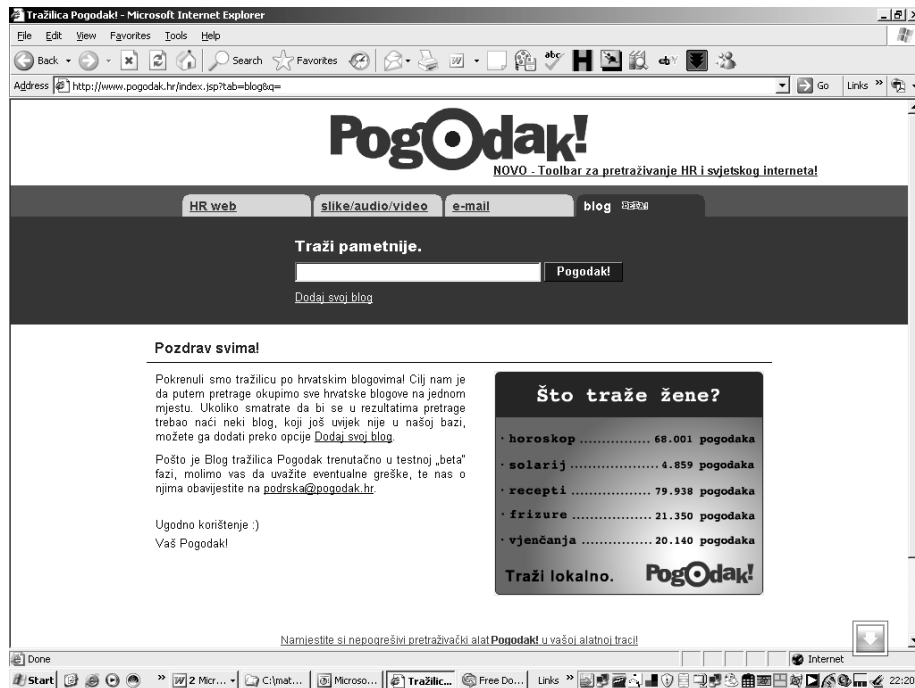 Tražilica Pogodak! - Microsoft Internet Explorer
File Edit View Favorites Tools Help
Back Search Favorites
Address http://www.pogodak.hr/index.jsp?tab=blog&q= Go Links »
PogOdak!
NOVO - Toolbar za pretraživanje HR i svjetskog interneta!
HR web slike/audio/video e-mail blog
Traži pametnije.
Pogodak!
Dodaj svoj blog
Pozdrav svima!
Pokrenuli smo tražilicu po hrvatskim blogovima! Cilj nam je
da putem pretrage okupimo sve hrvatske blogove na jednom
mjestu. Ukoliko smatrate da bi se u rezultatima pretrage
trebao naći neki blog, koji još uvijek nije u našoj bazi,
možete ga dodati preko opcije Dodaj svoj blog.
Pošto je Blog tražilica Pogodak trenutačno u testnoj „beta"
fazi, molimo vas da uvažite eventualne greške, te nas o
njima obavijestite na podrska@pogodak.hr.
Ugodno korištenje :)
Vaš Pogodak!
Što traže žene?
· horoskop ................ 68.001 pogodaka
· solarij .................... 4.859 pogodaka
· recepti .................. 79.938 pogodaka
· frizure .................. 21.350 pogodaka
· vjenčanja ................ 20.140 pogodaka
Traži lokalno. PogOdak!
Namjestite si nepogrešivi pretraživački alat Pogodak! u vašoj alatnoj traci!
Done Internet
Start » 2 Micr... C:\mat... Microso... Tražilic... Free Do... Links » 22:20